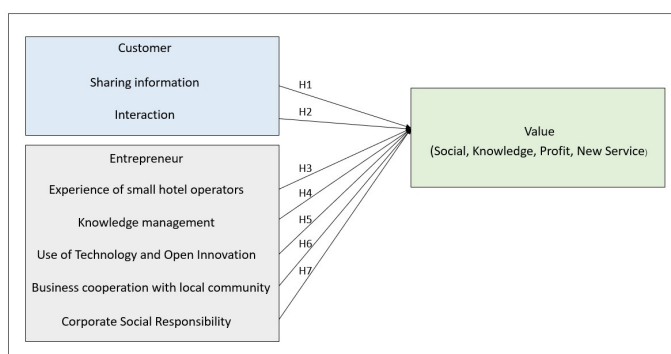 Customer
Sharing information
H1
Interaction
H2
Value
(Social, Knowledge, Profit, New Service)
Entrepreneur
Experience of small hotel operators
H3
Knowledge management
H4
Use of Technology and Open Innovation
H5
Business cooperation with local community
H6
Corporate Social Responsibility
H7